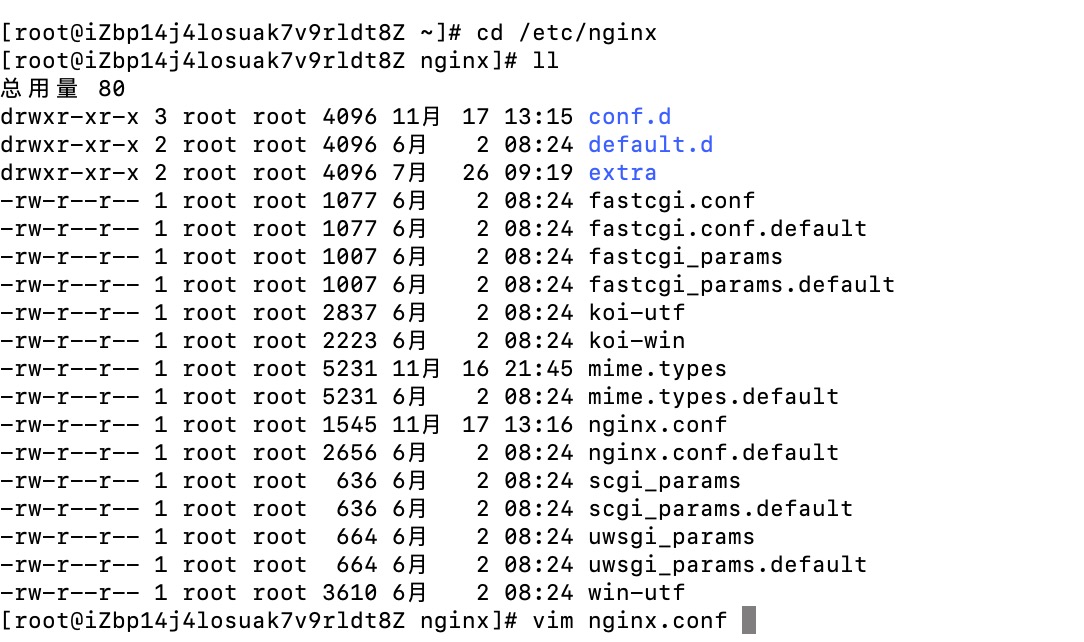 [root@iZbp14j4losuak7v9rldt8Z ~]# cd /etc/nginx
[root@iZbp14j4losuak7v9rldt8Z nginx]# ll
总用量 80
drwxr-xr-x 3 root root 4096 11月 17 13:15 conf.d
drwxr-xr-x 2 root root 4096 6月   2 08:24 default.d
drwxr-xr-x 2 root root 4096 7月  26 09:19 extra
-rw-r--r-- 1 root root 1077 6月   2 08:24 fastcgi.conf
-rw-r--r-- 1 root root 1077 6月   2 08:24 fastcgi.conf.default
-rw-r--r-- 1 root root 1007 6月   2 08:24 fastcgi_params
-rw-r--r-- 1 root root 1007 6月   2 08:24 fastcgi_params.default
-rw-r--r-- 1 root root 2837 6月   2 08:24 koi-utf
-rw-r--r-- 1 root root 2223 6月   2 08:24 koi-win
-rw-r--r-- 1 root root 5231 11月 16 21:45 mime.types
-rw-r--r-- 1 root root 5231 6月   2 08:24 mime.types.default
-rw-r--r-- 1 root root 1545 11月 17 13:16 nginx.conf
-rw-r--r-- 1 root root 2656 6月   2 08:24 nginx.conf.default
-rw-r--r-- 1 root root  636 6月   2 08:24 scgi_params
-rw-r--r-- 1 root root  636 6月   2 08:24 scgi_params.default
-rw-r--r-- 1 root root  664 6月   2 08:24 uwsgi_params
-rw-r--r-- 1 root root  664 6月   2 08:24 uwsgi_params.default
-rw-r--r-- 1 root root 3610 6月   2 08:24 win-utf
[root@iZbp14j4losuak7v9rldt8Z nginx]# vim nginx.conf